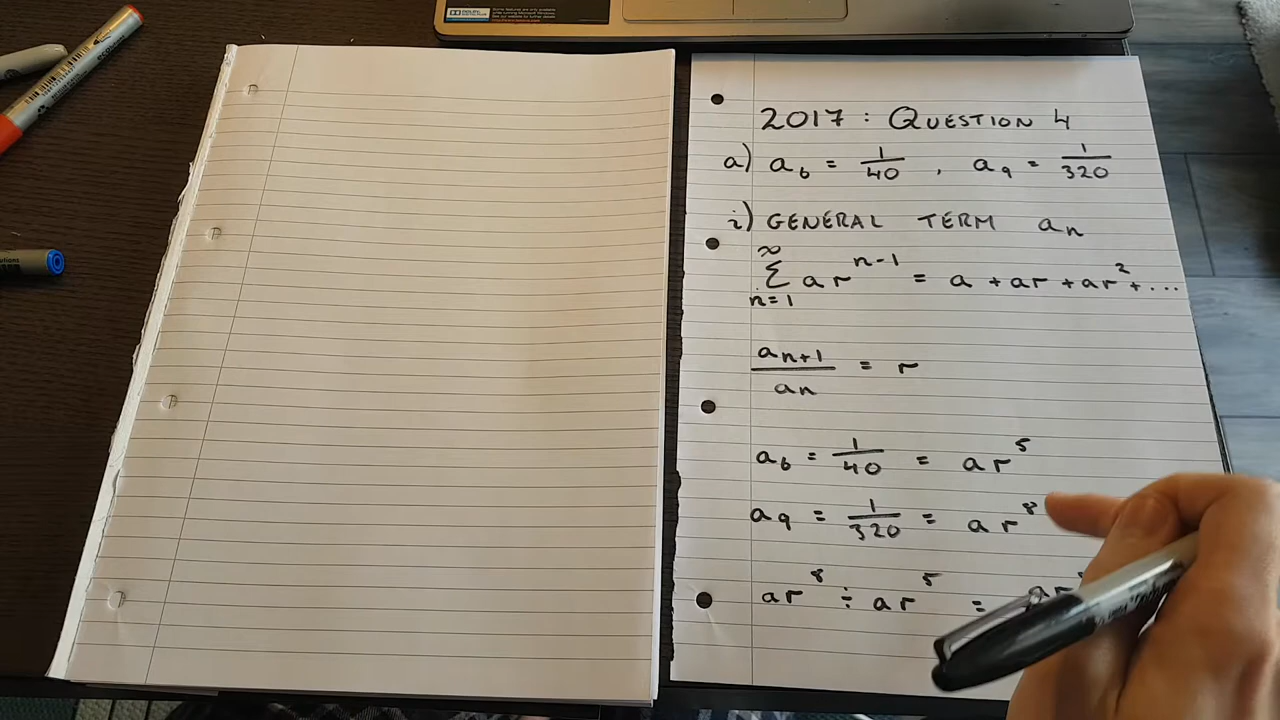 2017 : QUESTION 4
a) a₆ = 1/40 , a₉ = 1/320
i) GENERAL TERM aₙ
∞ Σ n=1 a rⁿ⁻¹ = a + ar + ar² + ...
aₙ₊₁/aₙ = r
a₆ = 1/40 = ar⁵
a₉ = 1/320 = ar⁸
ar⁸ ÷ ar⁵ = ar